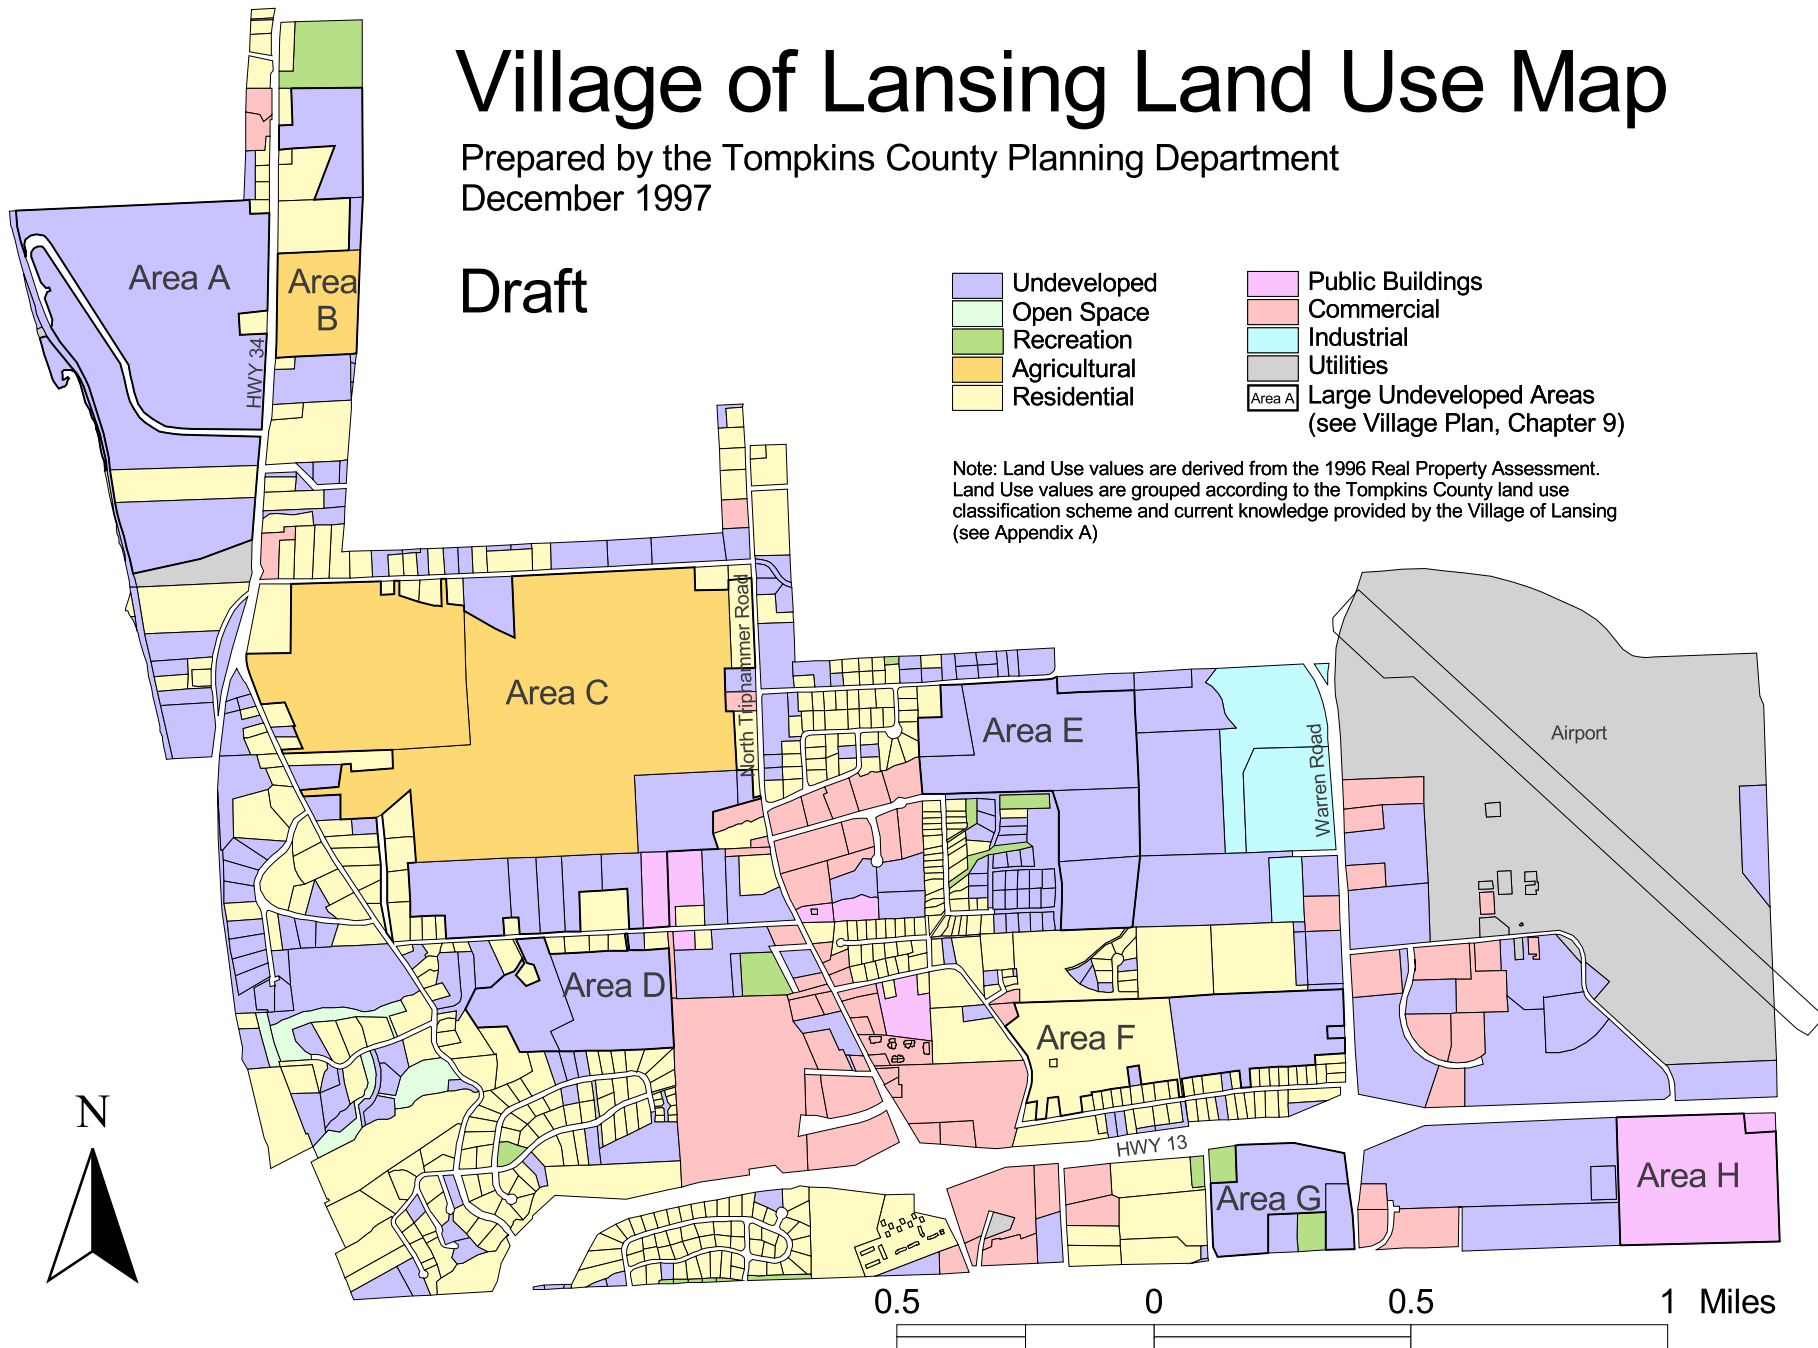 Village of Lansing Land Use Map
Prepared by the Tompkins County Planning Department
December 1997
Draft
Undeveloped
Open Space
Recreation
Agricultural
Residential
Public Buildings
Commercial
Industrial
Utilities
Area A
Large Undeveloped Areas
(see Village Plan, Chapter 9)
Note: Land Use values are derived from the 1996 Real Property Assessment.
Land Use values are grouped according to the Tompkins County land use
classification scheme and current knowledge provided by the Village of Lansing
(see Appendix A)
Area A
Area
B
HWY 34
Area C
North Triphammer Road
Area E
Warren Road
Airport
Area D
Area F
HWY 13
Area G
Area H
N
0.5 0 0.5 1 Miles